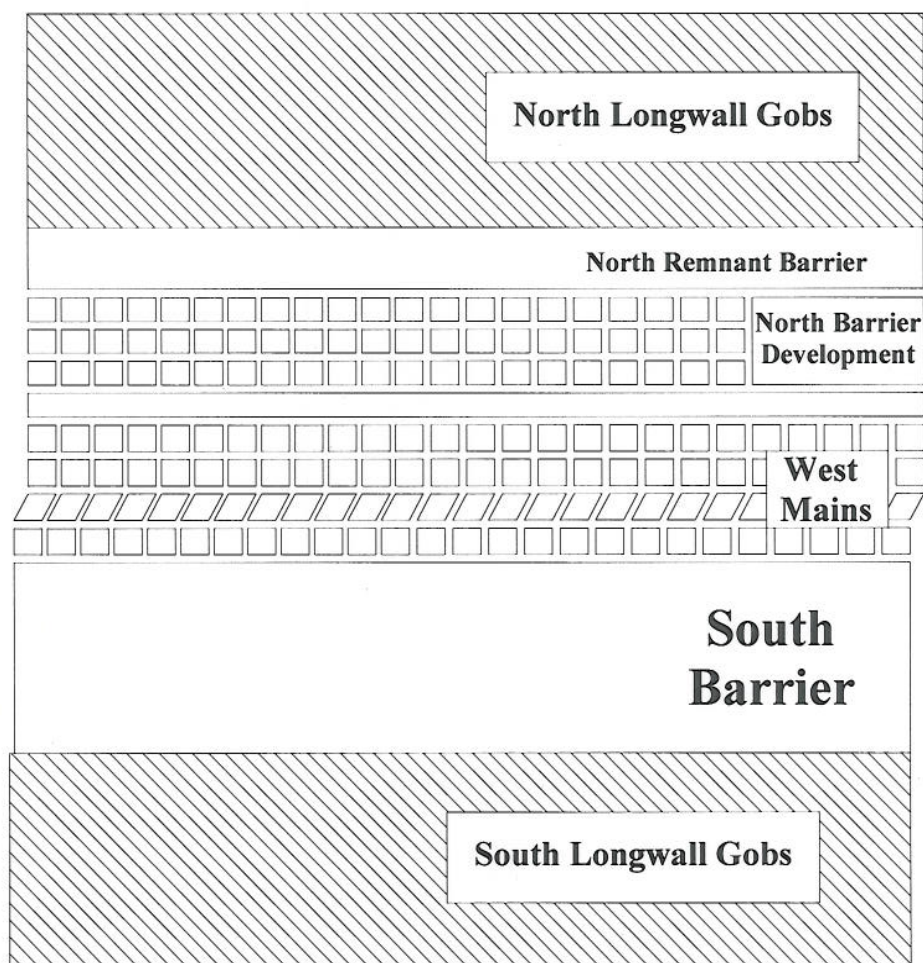 North Longwall Gobs
North Remnant Barrier
North Barrier
Development
West
Mains
South
Barrier
South Longwall Gobs